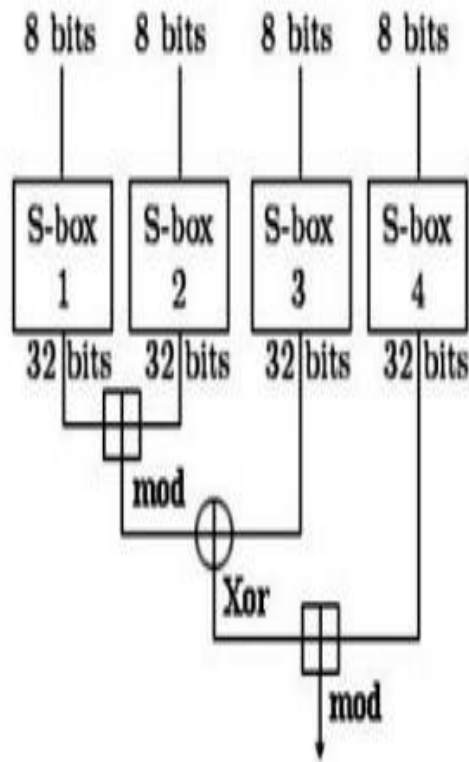 8 bits 8 bits 8 bits 8 bits
S-box S-box S-box S-box
1 2 3 4
32 bits 32 bits 32 bits 32 bits
mod
Xor
mod